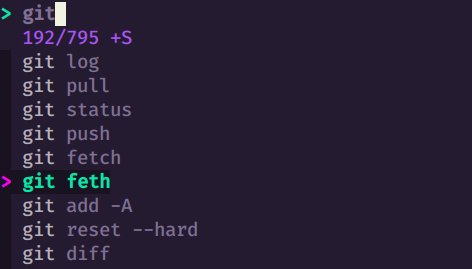 > git
192/795 +S
git log
git pull
git status
git push
git fetch
> git feth
git add -A
git reset --hard
git diff